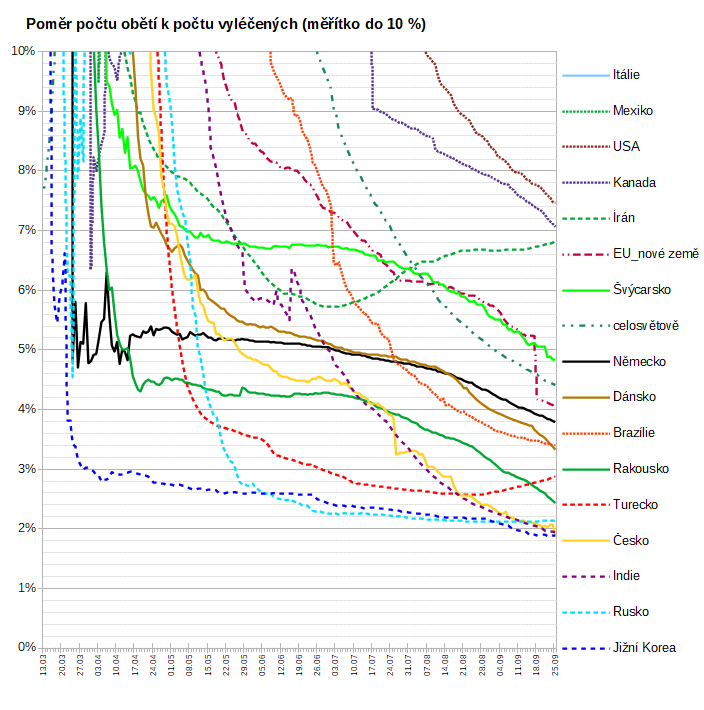 Poměr počtu obětí k počtu vyléčených (měřítko do 10 %)
10%
9%
8%
7%
6%
5%
4%
3%
2%
1%
0%
13.03
20.03
27.03
03.04
10.04
17.04
24.04
01.05
08.05
15.05
22.05
29.05
05.06
12.06
19.06
26.06
03.07
10.07
17.07
24.07
31.07
07.08
14.08
21.08
28.08
04.09
11.09
18.09
25.09
Itálie
Mexiko
USA
Kanada
Írán
EU_nové země
Švýcarsko
celosvětově
Německo
Dánsko
Brazílie
Rakousko
Turecko
Česko
Indie
Rusko
Jižní Korea